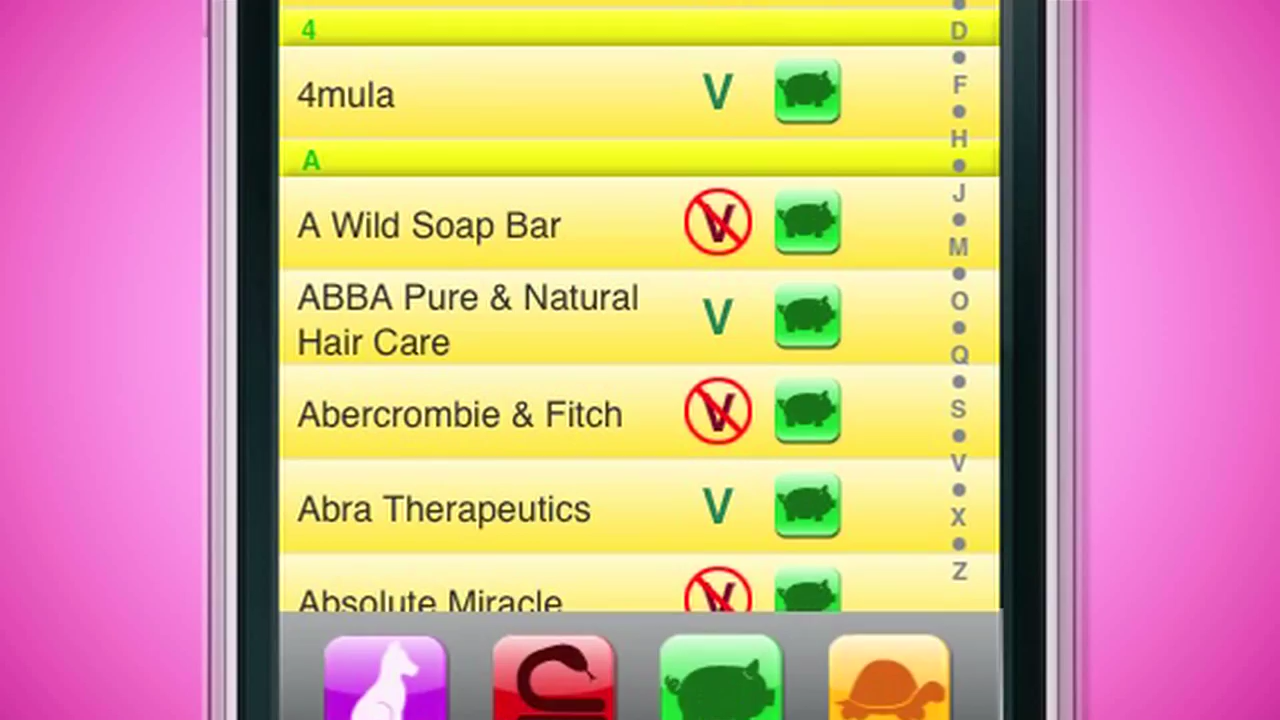 4
4mula V
A
A Wild Soap Bar V
ABBA Pure & Natural
Hair Care V
Abercrombie & Fitch V
Abra Therapeutics V
Absolute Miracle V
D
F
H
J
M
O
Q
S
V
X
Z